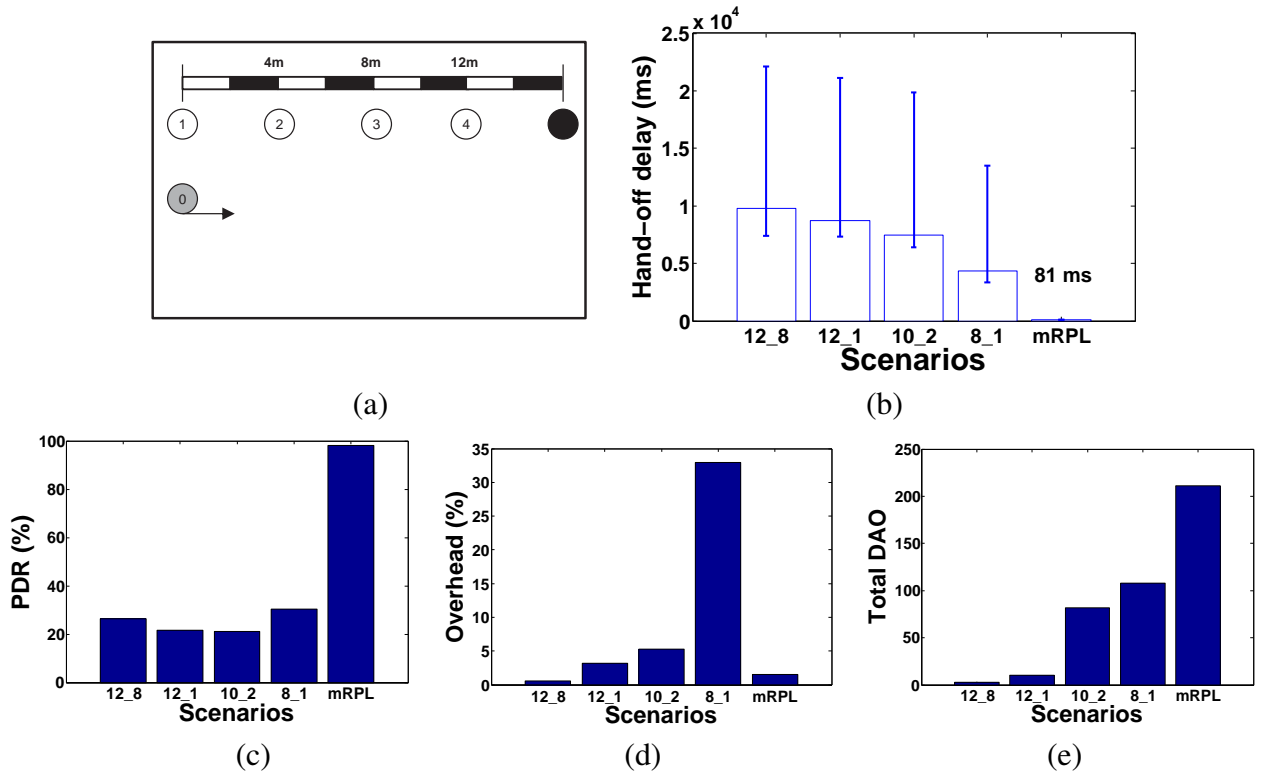 4m 8m 12m
1 2 3 4
0
(a)
x 10^4
2.5
2
1.5
1
0.5
0
Hand-off delay (ms)
81 ms
12_8 12_1 10_2 8_1 mRPL
Scenarios
(b)
100
80
60
40
20
0
PDR (%)
12_8 12_1 10_2 8_1 mRPL
Scenarios
(c)
35
30
25
20
15
10
5
0
Overhead (%)
12_8 12_1 10_2 8_1 mRPL
Scenarios
(d)
250
200
150
100
50
0
Total DAO
12_8 12_1 10_2 8_1 mRPL
Scenarios
(e)